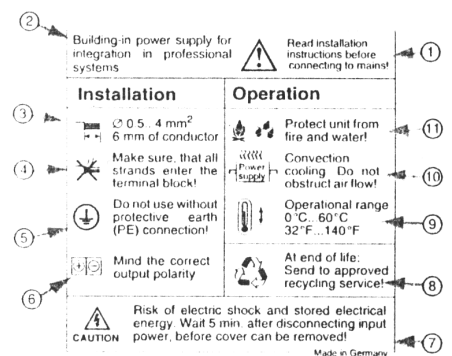 ② Building-in power supply for
integration in professional
systems
Read installation
instructions before
connecting to mains! ①
Installation
③ Ø 0.5..4 mm²
6 mm of conductor
④ Make sure, that all
strands enter the
terminal block!
⑤ Do not use without
protective earth
(PE) connection!
⑥ + - Mind the correct
output polarity
Operation
Protect unit from
fire and water! ⑪
Power
supply
Convection
cooling. Do not
obstruct air flow! ⑩
Operational range
0°C...60°C
32°F...140°F ⑨
At end of life:
Send to approved
recycling service! ⑧
CAUTION
Risk of electric shock and stored electrical
energy. Wait 5 min. after disconnecting input
power, before cover can be removed! ⑦
Made in Germany